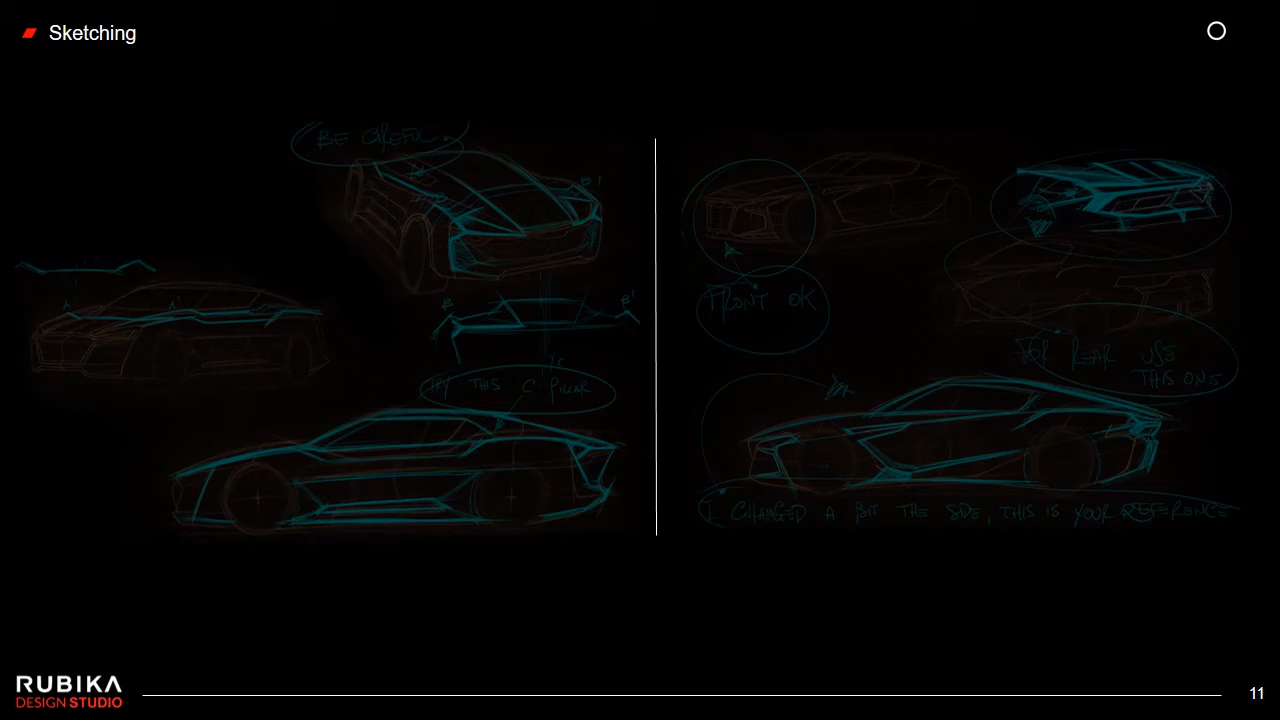 Sketching
BE CAREFUL
B'
A
A'
B
B'
TRY THIS C-PILLAR
FRONT OK
FOR REAR USE
THIS ONE
I CHANGED A BIT THE SIDE, THIS IS YOUR REFERENCE
RUBIKA
DESIGN STUDIO
11